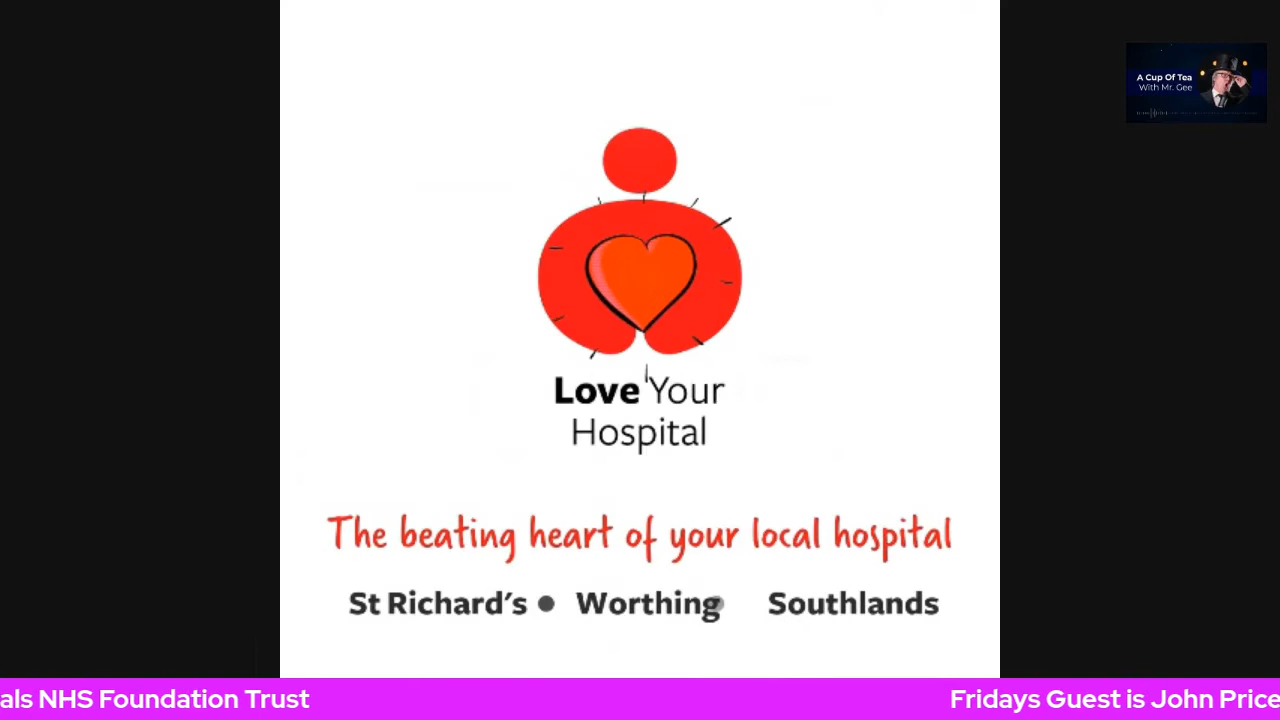 A Cup Of Tea
With Mr. Gee
Love Your
Hospital
The beating heart of your local hospital
St Richard's • Worthing Southlands
als NHS Foundation Trust Fridays Guest is John Price